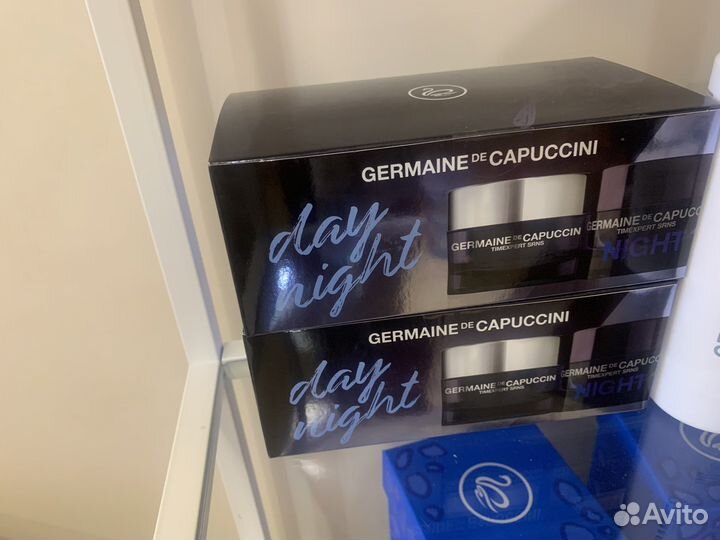 GERMAINE DE CAPUCCINI
day
night
GERMAINE DE CAPUCCIN
TIMEXPERT SRNS
GERMAINE DE CAPUCCI
TIMEXPERT SRNS
NIGHT
GERMAINE DE CAPUCCINI
day
night
GERMAINE DE CAPUCCIN
TIMEXPERT SRNS
GERMAINE DE CAPUCC
TIMEXPERT SRNS
NIGHT
Avito